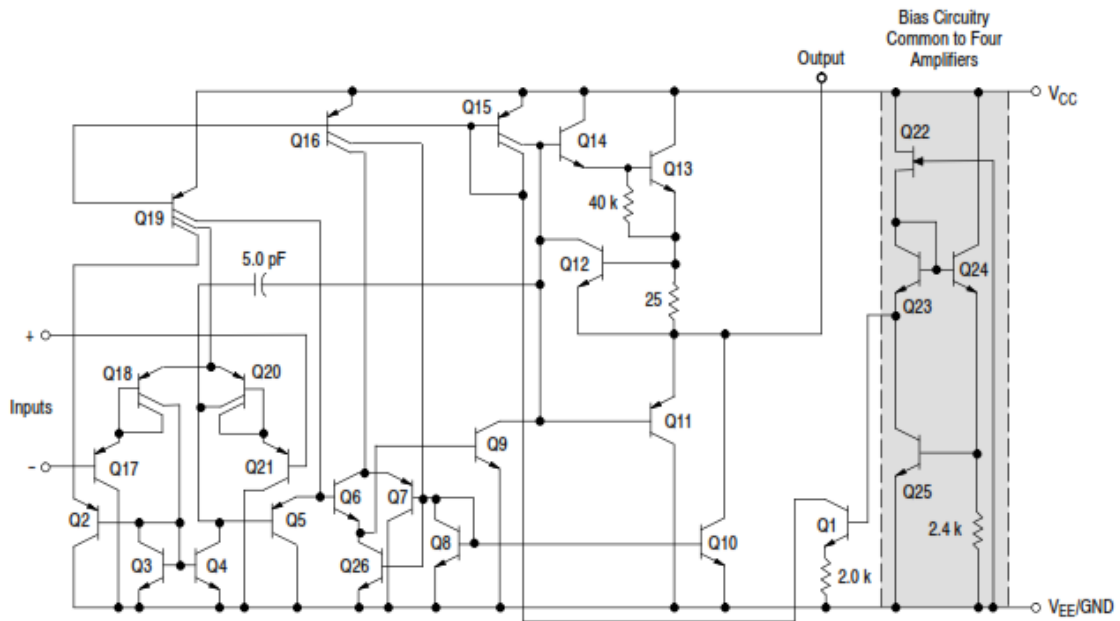 Bias Circuitry
Common to Four
Amplifiers
Output
V_CC
Q15
Q14
Q22
Q16
Q13
Q19
40 k
5.0 pF
Q12
Q24
Q23
25
+
Q18
Q20
Inputs
Q11
Q9
−
Q17
Q21
Q25
Q6
Q7
Q2
Q5
Q1
Q8
2.4 k
Q3
Q4
Q26
Q10
2.0 k
V_EE/GND